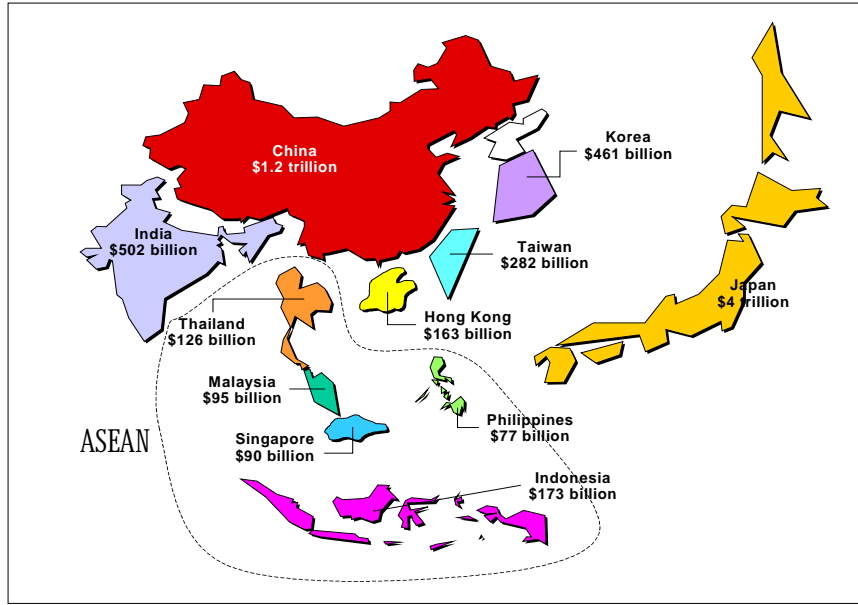 China
$1.2 trillion
Korea
$461 billion
India
$502 billion
Taiwan
$282 billion
Japan
$4 trillion
Thailand
$126 billion
Hong Kong
$163 billion
Malaysia
$95 billion
Philippines
$77 billion
ASEAN
Singapore
$90 billion
Indonesia
$173 billion